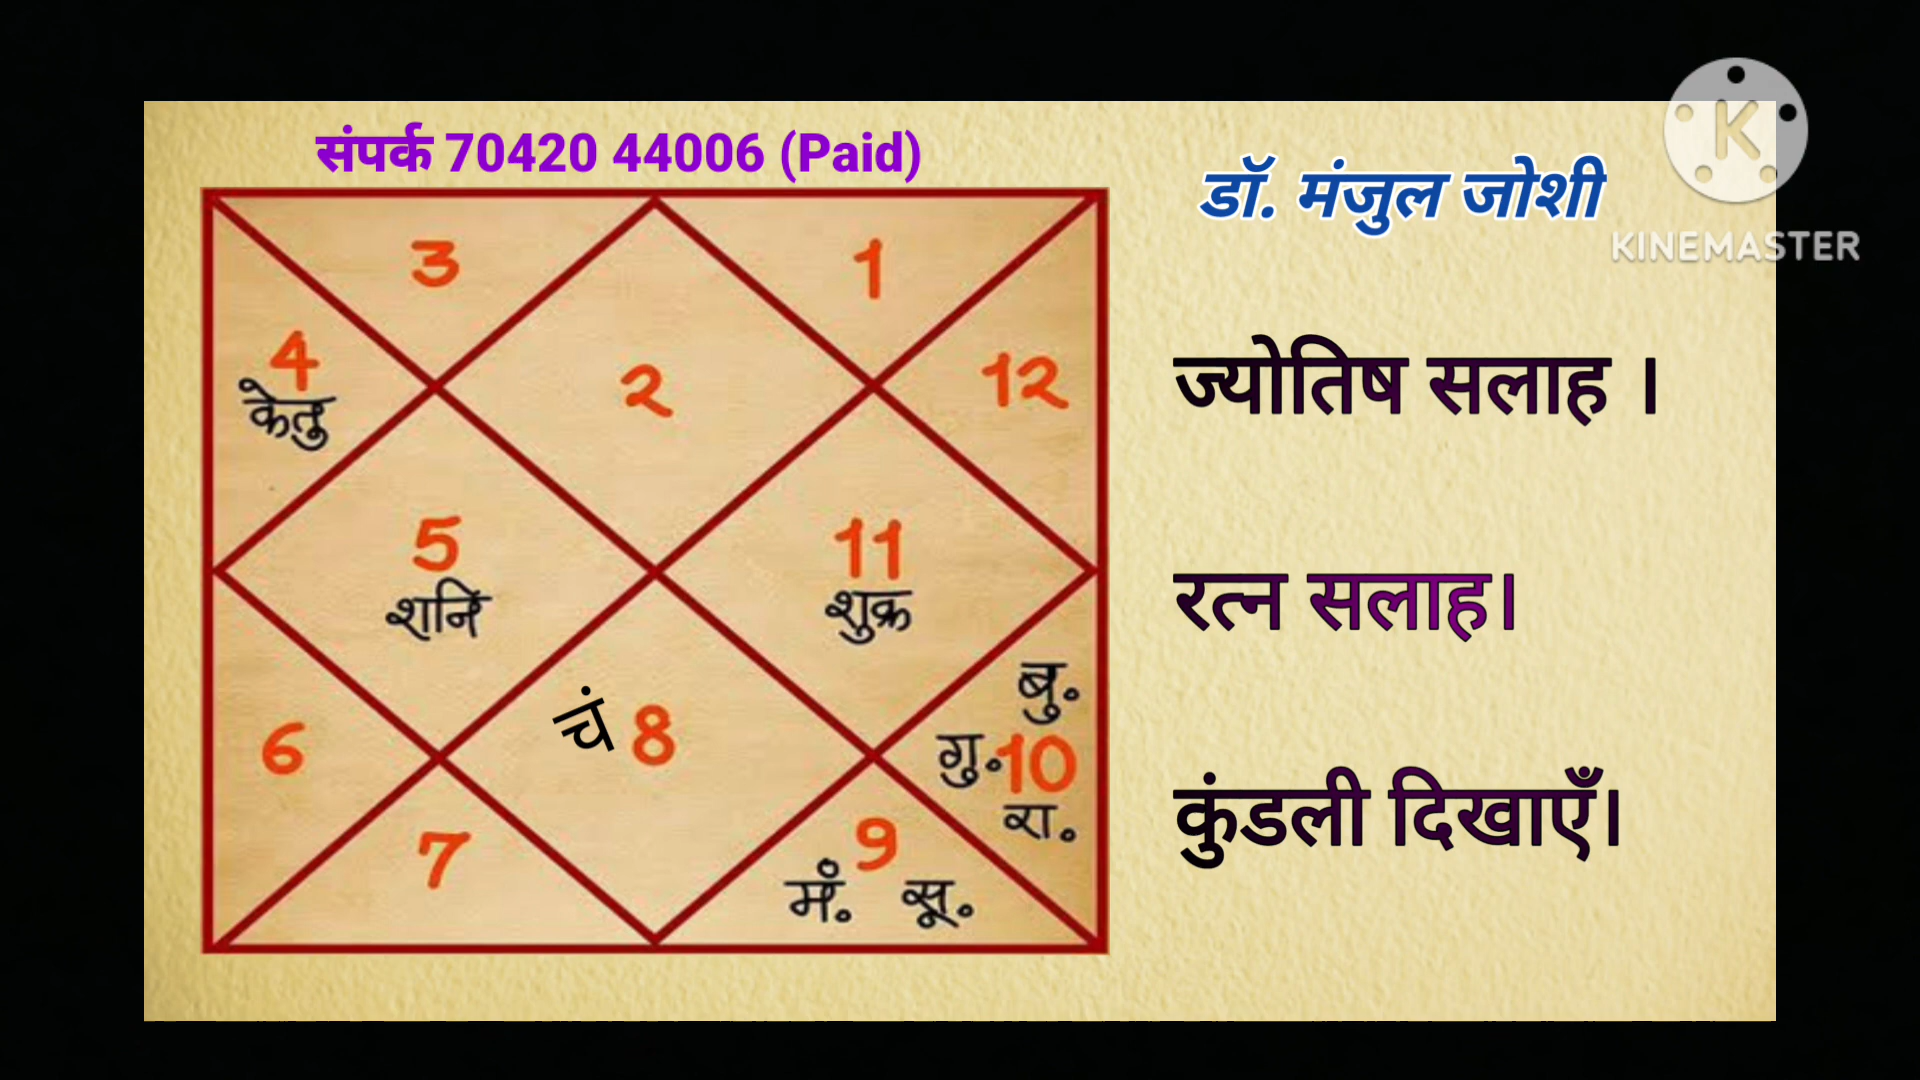 संपर्क 70420 44006 (Paid)
डॉ. मंजुल जोशी
K
KINEMASTER
3
1
4
केतु
2
12
ज्योतिष सलाह ।
5
शनि
11
शुक्र
रत्न सलाह।
6
चं 8
बु.
गु. 10
रा.
7
9
मं. सू.
कुंडली दिखाएँ।